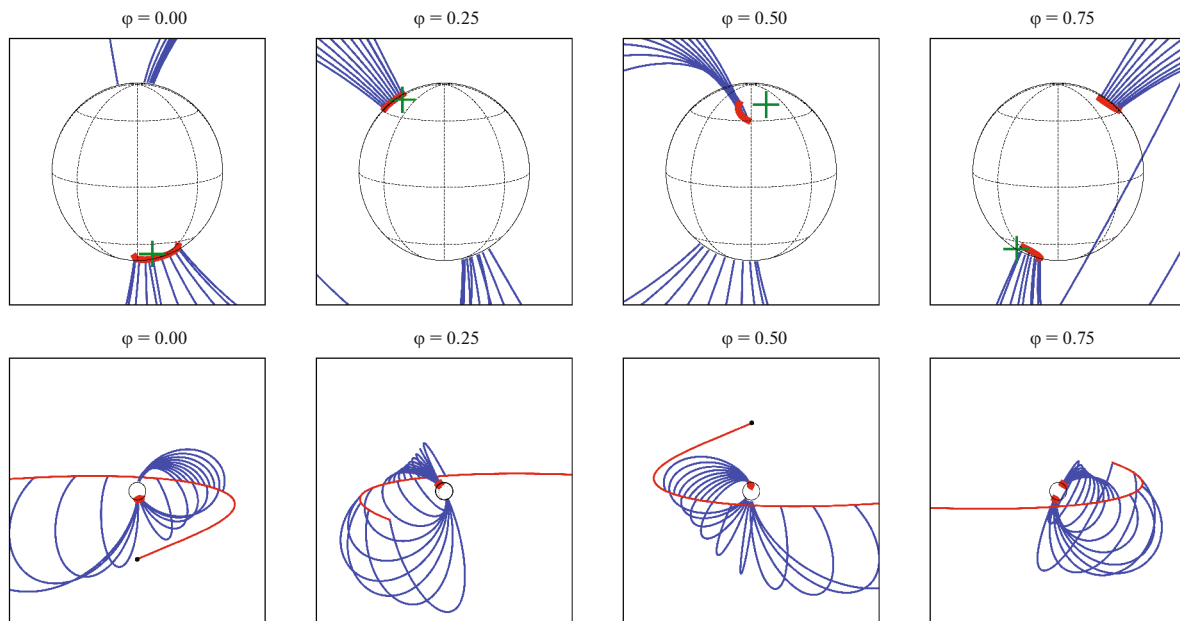 φ = 0.00
φ = 0.25
φ = 0.50
φ = 0.75
φ = 0.00
φ = 0.25
φ = 0.50
φ = 0.75